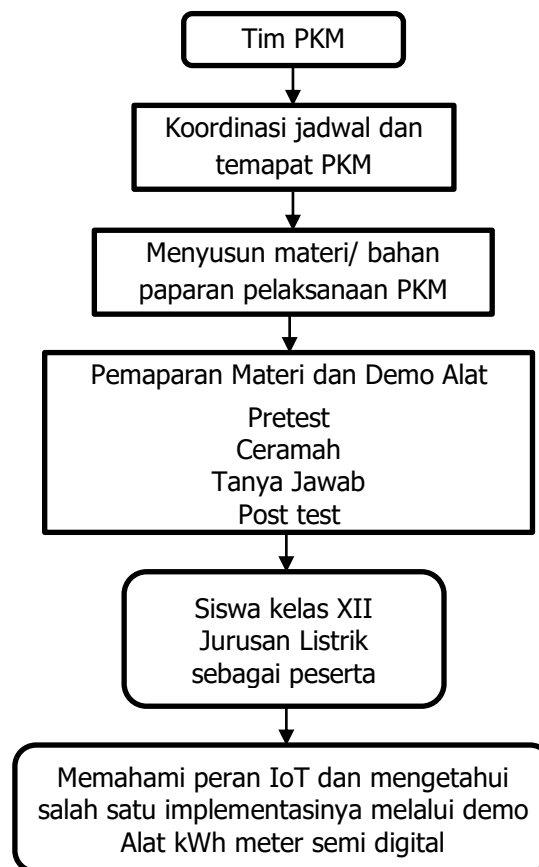 Tim PKM
Koordinasi jadwal dan
temapat PKM
Menyusun materi/ bahan
paparan pelaksanaan PKM
Pemaparan Materi dan Demo Alat
Pretest
Ceramah
Tanya Jawab
Post test
Siswa kelas XII
Jurusan Listrik
sebagai peserta
Memahami peran IoT dan mengetahui
salah satu implementasinya melalui demo
Alat kWh meter semi digital